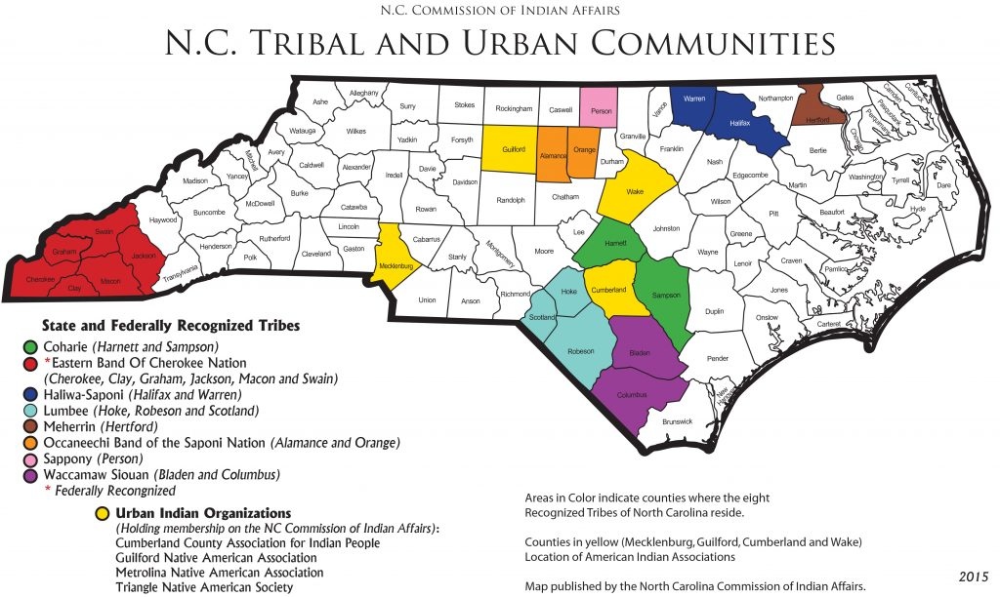 N.C. Commission of Indian Affairs
N.C. Tribal and Urban Communities
Alleghany
Ashe
Surry
Stokes
Rockingham
Caswell
Person
Vance
Warren
Northampton
Gates
Camden
Currituck
Pasquotank
Perquimans
Chowan
Hertford
Halifax
Granville
Watauga
Wilkes
Yadkin
Forsyth
Guilford
Alamance
Orange
Durham
Franklin
Nash
Bertie
Mitchell
Avery
Caldwell
Alexander
Iredell
Davie
Davidson
Edgecombe
Martin
Washington
Tyrrell
Dare
Madison
Yancey
Burke
McDowell
Catawba
Rowan
Randolph
Chatham
Wake
Wilson
Pitt
Beaufort
Hyde
Haywood
Buncombe
Swain
Graham
Jackson
Henderson
Rutherford
Polk
Cleveland
Lincoln
Gaston
Cabarrus
Stanly
Montgomery
Moore
Lee
Harnett
Johnston
Greene
Wayne
Lenoir
Craven
Pamlico
Cherokee
Clay
Macon
Transylvania
Mecklenburg
Union
Anson
Richmond
Hoke
Cumberland
Sampson
Jones
Duplin
Onslow
Carteret
Scotland
Robeson
Bladen
Pender
Columbus
New Hanover
Brunswick
State and Federally Recognized Tribes
Coharie (Harnett and Sampson)
*Eastern Band Of Cherokee Nation
(Cherokee, Clay, Graham, Jackson, Macon and Swain)
Haliwa-Saponi (Halifax and Warren)
Lumbee (Hoke, Robeson and Scotland)
Meherrin (Hertford)
Occaneechi Band of the Saponi Nation (Alamance and Orange)
Sappony (Person)
Waccamaw Siouan (Bladen and Columbus)
* Federally Recongnized
Urban Indian Organizations
(Holding membership on the NC Commission of Indian Affairs):
Cumberland County Association for Indian People
Guilford Native American Association
Metrolina Native American Association
Triangle Native American Society
Areas in Color indicate counties where the eight
Recognized Tribes of North Carolina reside.
Counties in yellow (Mecklenburg, Guilford, Cumberland and Wake)
Location of American Indian Associations
Map published by the North Carolina Commission of Indian Affairs.
2015